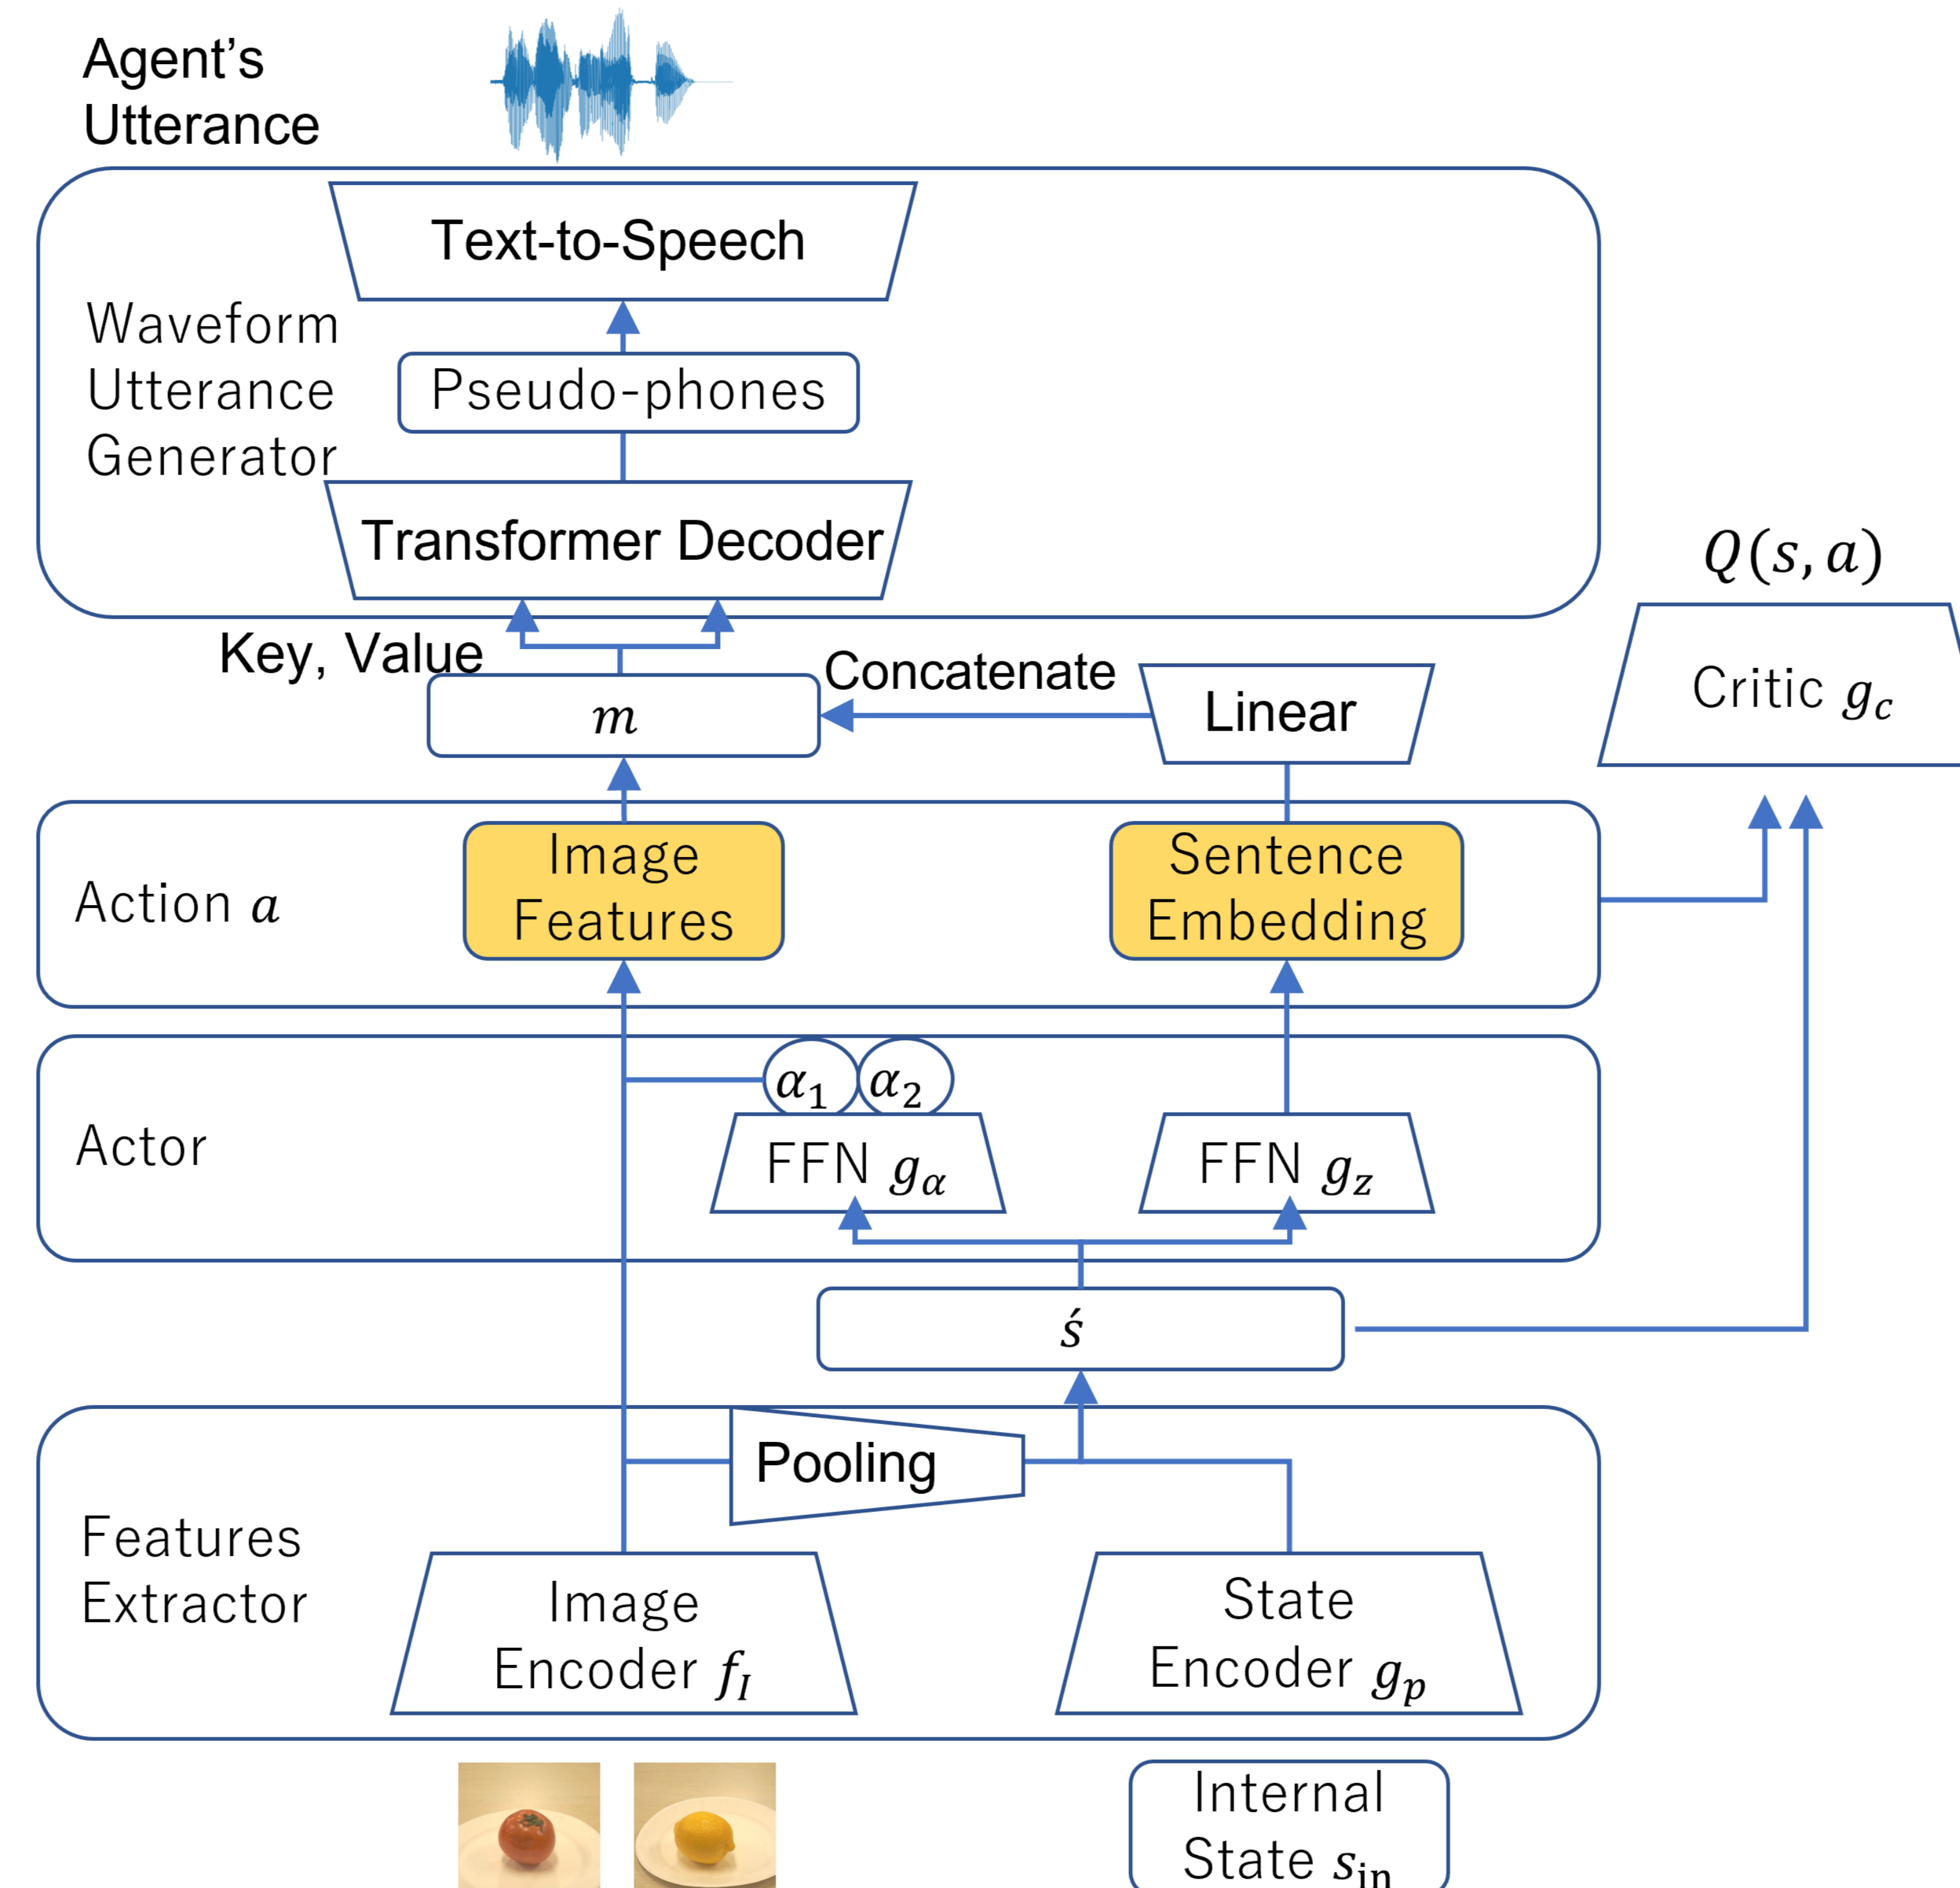 Agent’s
Utterance
Text-to-Speech
Waveform
Utterance
Generator
Pseudo-phones
Transformer Decoder
Q(s, a)
Key, Value
Concatenate
Linear
Critic g_c
m
Action a
Image
Features
Sentence
Embedding
α_1 α_2
Actor
FFN g_α
FFN g_z
ś
Pooling
Features
Extractor
Image
Encoder f_I
State
Encoder g_p
Internal
State s_in